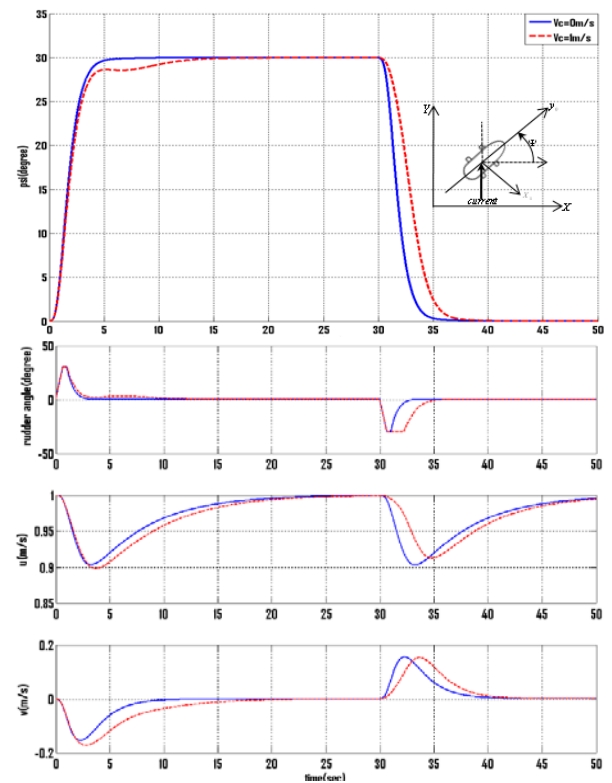 Vc=0m/s
Vc=1m/s
psi(degree)
35
30
25
20
15
10
5
0
0 5 10 15 20 25 30 35 40 45 50
Y
Ψ
X
current
rudder angle(degree)
50
0
-50
0 5 10 15 20 25 30 35 40 45 50
u(m/s)
1
0.95
0.9
0.85
0 5 10 15 20 25 30 35 40 45 50
v(m/s)
0.2
0
-0.2
0 5 10 15 20 25 30 35 40 45 50
time(sec)